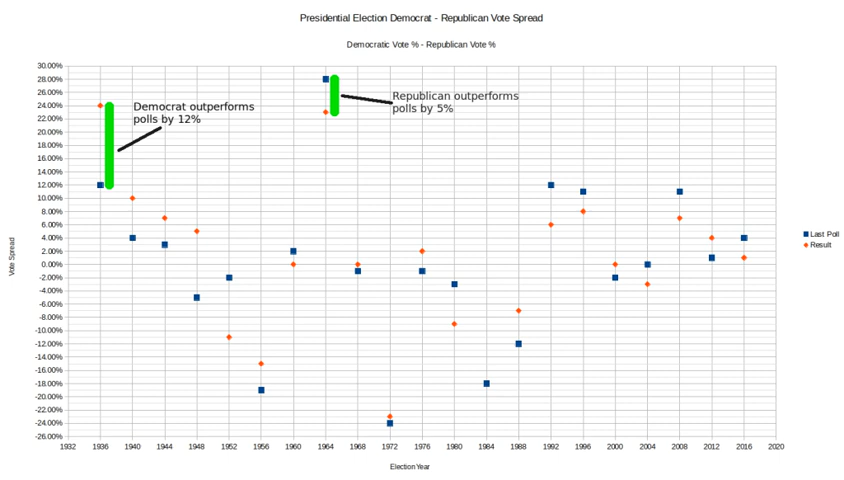 Presidential Election Democrat - Republican Vote Spread
Democratic Vote % - Republican Vote %
30.00%
28.00%
26.00%
24.00%
22.00%
20.00%
18.00%
16.00%
14.00%
12.00%
10.00%
8.00%
6.00%
4.00%
2.00%
0.00%
-2.00%
-4.00%
-6.00%
-8.00%
-10.00%
-12.00%
-14.00%
-16.00%
-18.00%
-20.00%
-22.00%
-24.00%
-26.00%
Vote Spread
Democrat outperforms
polls by 12%
Republican outperforms
polls by 5%
Last Poll
Result
1932 1936 1940 1944 1948 1952 1956 1960 1964 1968 1972 1976 1980 1984 1988 1992 1996 2000 2004 2008 2012 2016 2020
Election Year